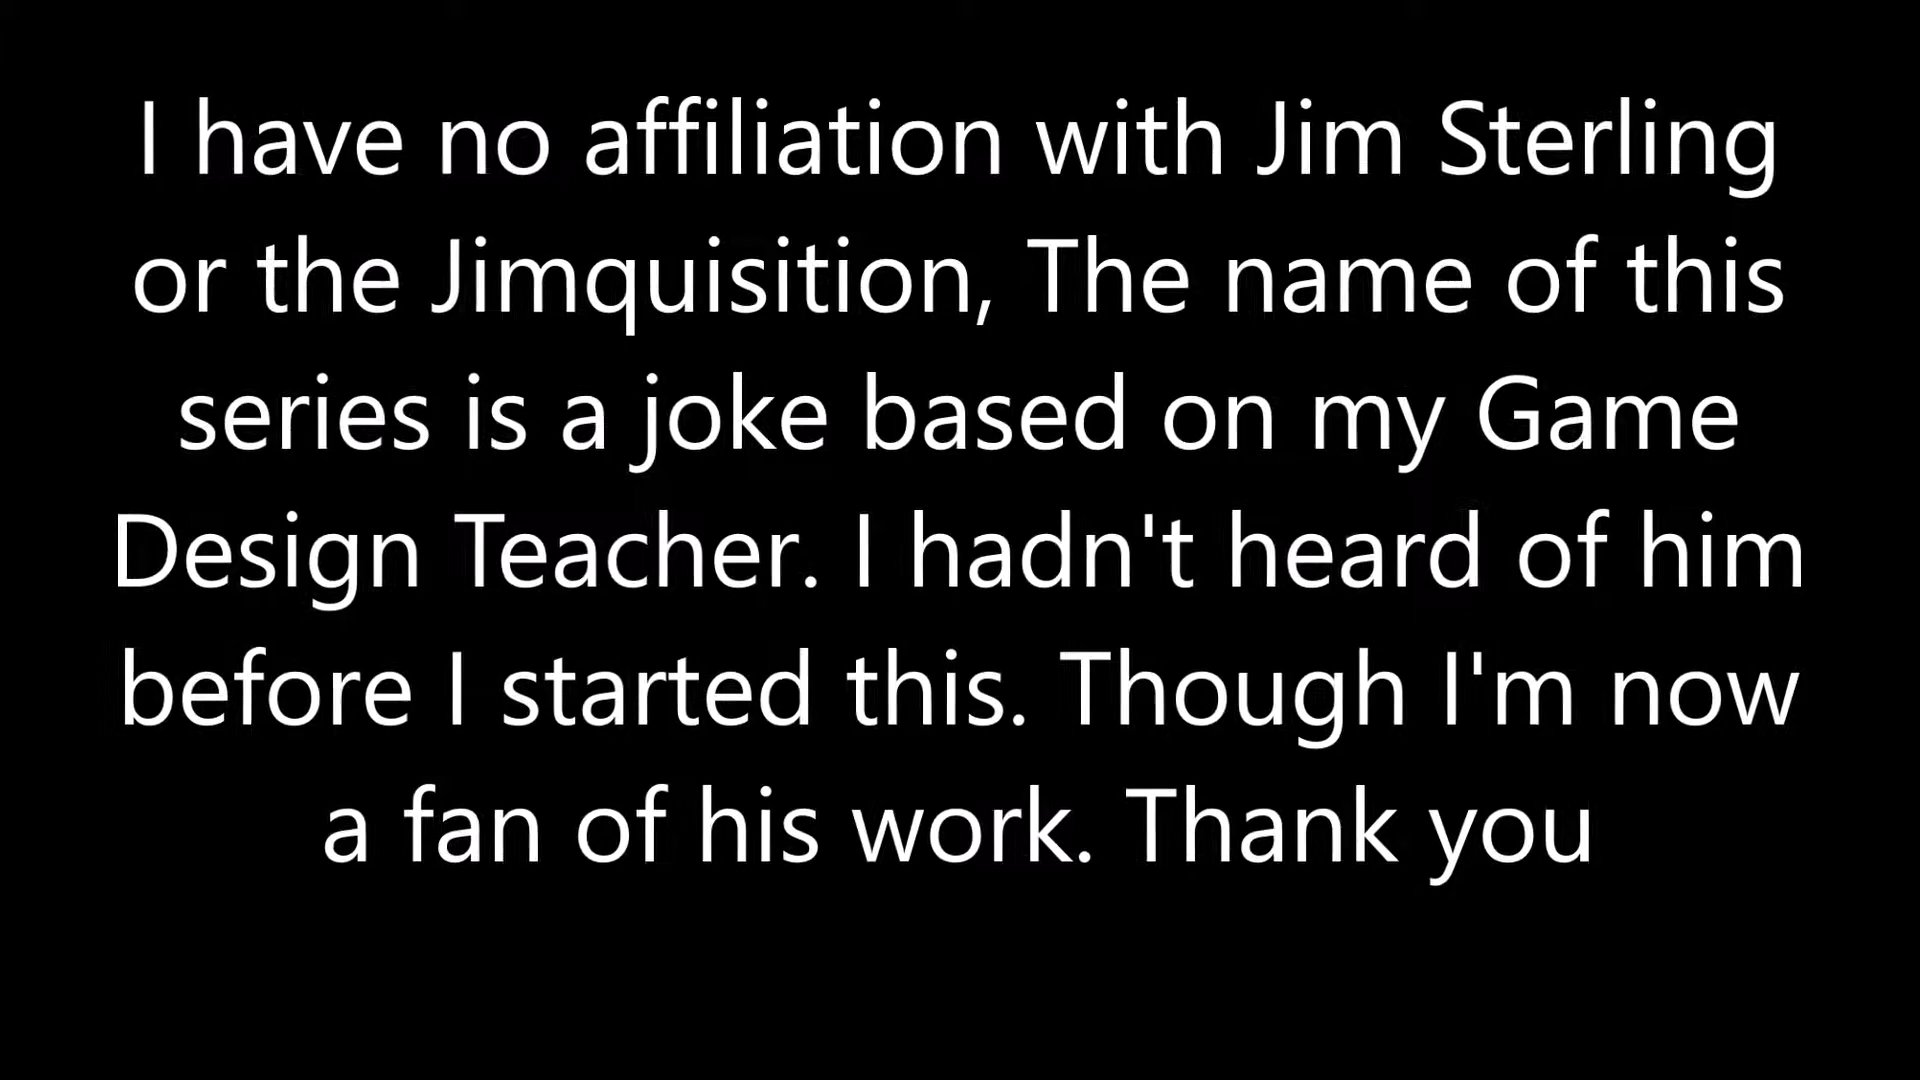 I have no affiliation with Jim Sterling
or the Jimquisition, The name of this
series is a joke based on my Game
Design Teacher. I hadn't heard of him
before I started this. Though I'm now
a fan of his work. Thank you